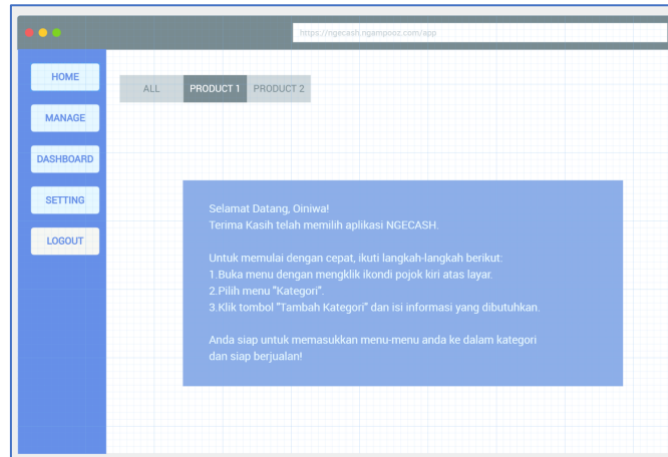 https://ngecash.ngampooz.com/app
HOME
MANAGE
DASHBOARD
SETTING
LOGOUT
ALL
PRODUCT 1
PRODUCT 2
Selamat Datang, Oiniwa!
Terima Kasih telah memilih aplikasi NGECASH.
Untuk memulai dengan cepat, ikuti langkah-langkah berikut:
1.Buka menu dengan mengklik ikondi pojok kiri atas layar.
2.Pilih menu "Kategori".
3.Klik tombol "Tambah Kategori" dan isi informasi yang dibutuhkan.
Anda siap untuk memasukkan menu-menu anda ke dalam kategori
dan siap berjualan!